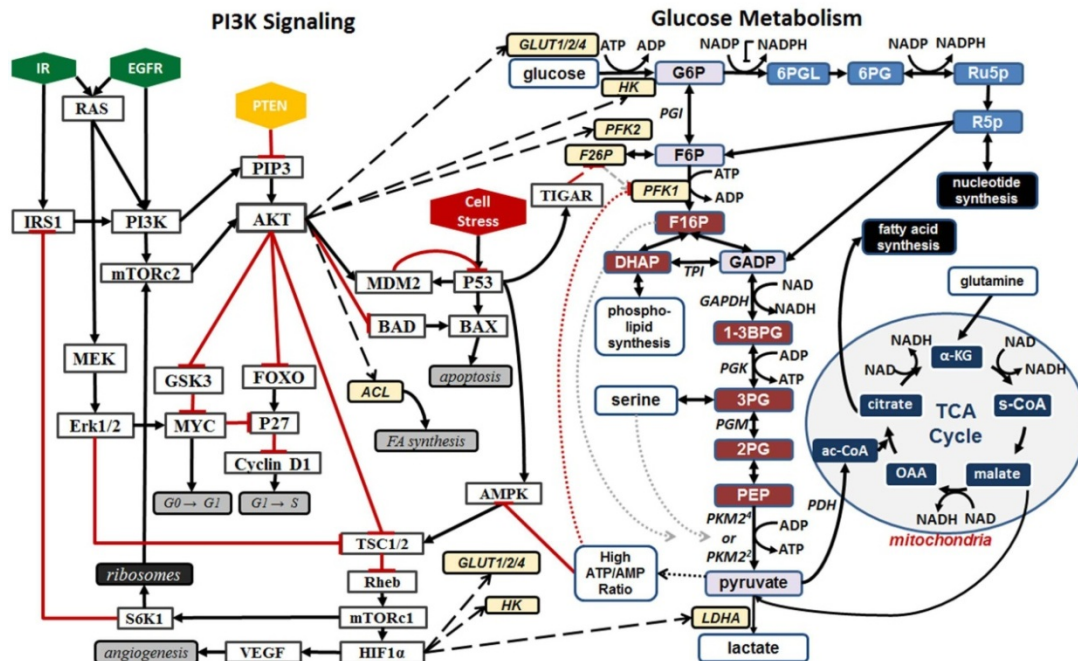 PI3K Signaling
Glucose Metabolism
IR
EGFR
RAS
PTEN
PIP3
IRS1
PI3K
AKT
mTORc2
Cell
Stress
TIGAR
MDM2
P53
BAD
BAX
apoptosis
MEK
GSK3
FOXO
ACL
Erk1/2
MYC
P27
FA synthesis
Cyclin D1
G0 → G1
G1 → S
AMPK
TSC1/2
ribosomes
Rheb
GLUT1/2/4
HK
S6K1
mTORc1
angiogenesis
VEGF
HIF1α
LDHA
GLUT1/2/4
ATP
ADP
NADP
NADPH
NADP
NADPH
glucose
G6P
6PGL
6PG
Ru5p
HK
PGI
PFK2
R5p
F26P
F6P
ATP
PFK1
ADP
nucleotide
synthesis
F16P
fatty acid
synthesis
DHAP
TPI
GADP
GAPDH
NAD
NADH
phospho-
lipid
synthesis
1-3BPG
glutamine
PGK
ADP
ATP
NADH
NAD
α-KG
NAD
NADH
serine
3PG
citrate
TCA
Cycle
s-CoA
PGM
2PG
ac-CoA
OAA
malate
PEP
PDH
NADH
NAD
mitochondria
PKM2⁴
or
PKM2²
ADP
ATP
High
ATP/AMP
Ratio
pyruvate
lactate